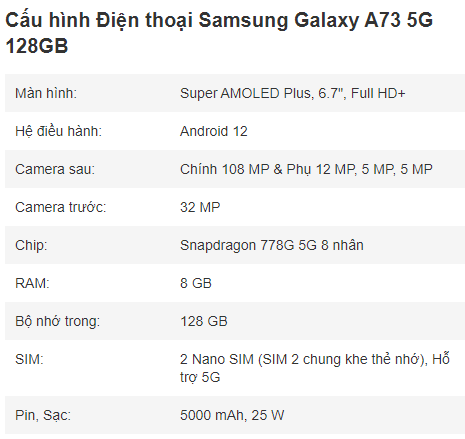 Cấu hình Điện thoại Samsung Galaxy A73 5G
128GB
Màn hình: Super AMOLED Plus, 6.7", Full HD+
Hệ điều hành: Android 12
Camera sau: Chính 108 MP & Phụ 12 MP, 5 MP, 5 MP
Camera trước: 32 MP
Chip: Snapdragon 778G 5G 8 nhân
RAM: 8 GB
Bộ nhớ trong: 128 GB
SIM: 2 Nano SIM (SIM 2 chung khe thẻ nhớ), Hỗ
trợ 5G
Pin, Sạc: 5000 mAh, 25 W